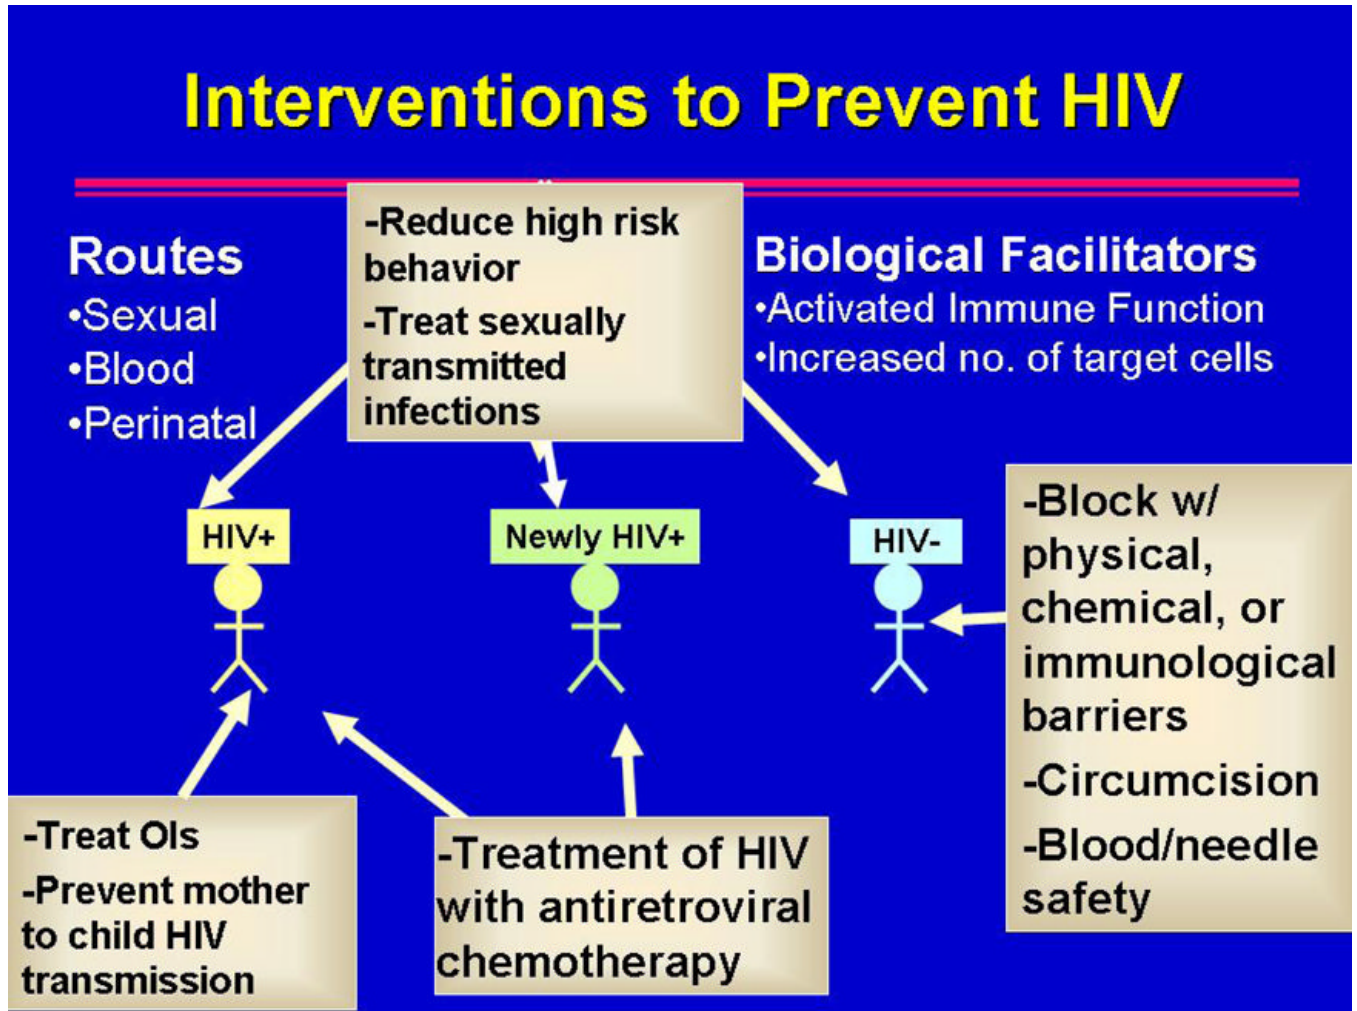 Interventions to Prevent HIV
Routes
•Sexual
•Blood
•Perinatal
-Reduce high risk
behavior
-Treat sexually
transmitted
infections
Biological Facilitators
•Activated Immune Function
•Increased no. of target cells
HIV+
Newly HIV+
HIV-
-Block w/
physical,
chemical, or
immunological
barriers
-Circumcision
-Blood/needle
safety
-Treat OIs
-Prevent mother
to child HIV
transmission
-Treatment of HIV
with antiretroviral
chemotherapy